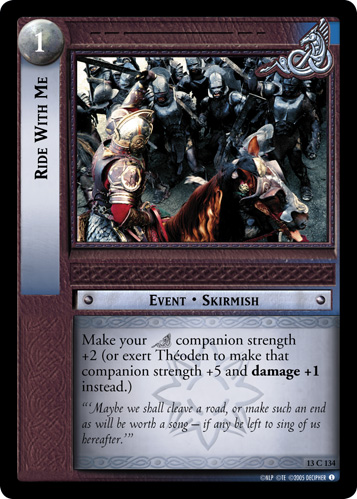 1
RIDE WITH ME
EVENT • SKIRMISH
Make your companion strength
+2 (or exert Théoden to make that
companion strength +5 and damage +1
instead.)
“‘Maybe we shall cleave a road, or make such an end
as will be worth a song — if any be left to sing of us
hereafter.’”
13 C 134
©NLP ™TE ©2005 DECIPHER